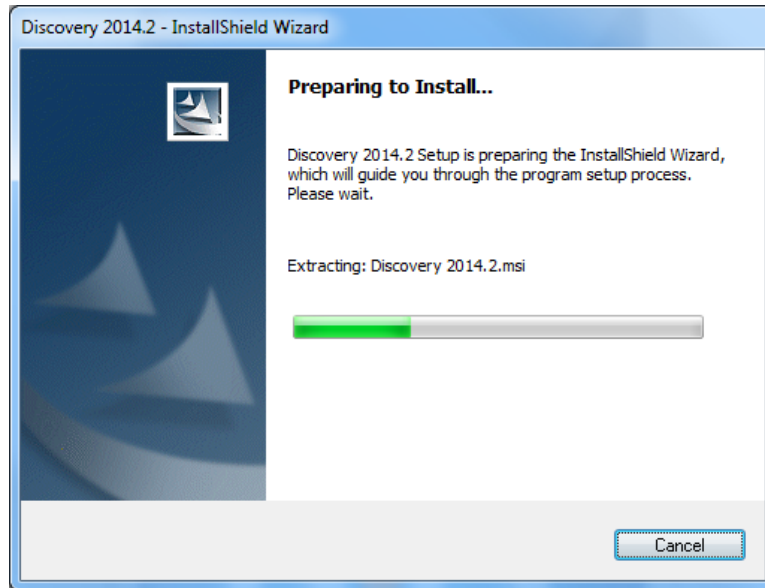 Discovery 2014.2 - InstallShield Wizard
Preparing to Install...
Discovery 2014.2 Setup is preparing the InstallShield Wizard,
which will guide you through the program setup process.
Please wait.
Extracting: Discovery 2014.2.msi
Cancel